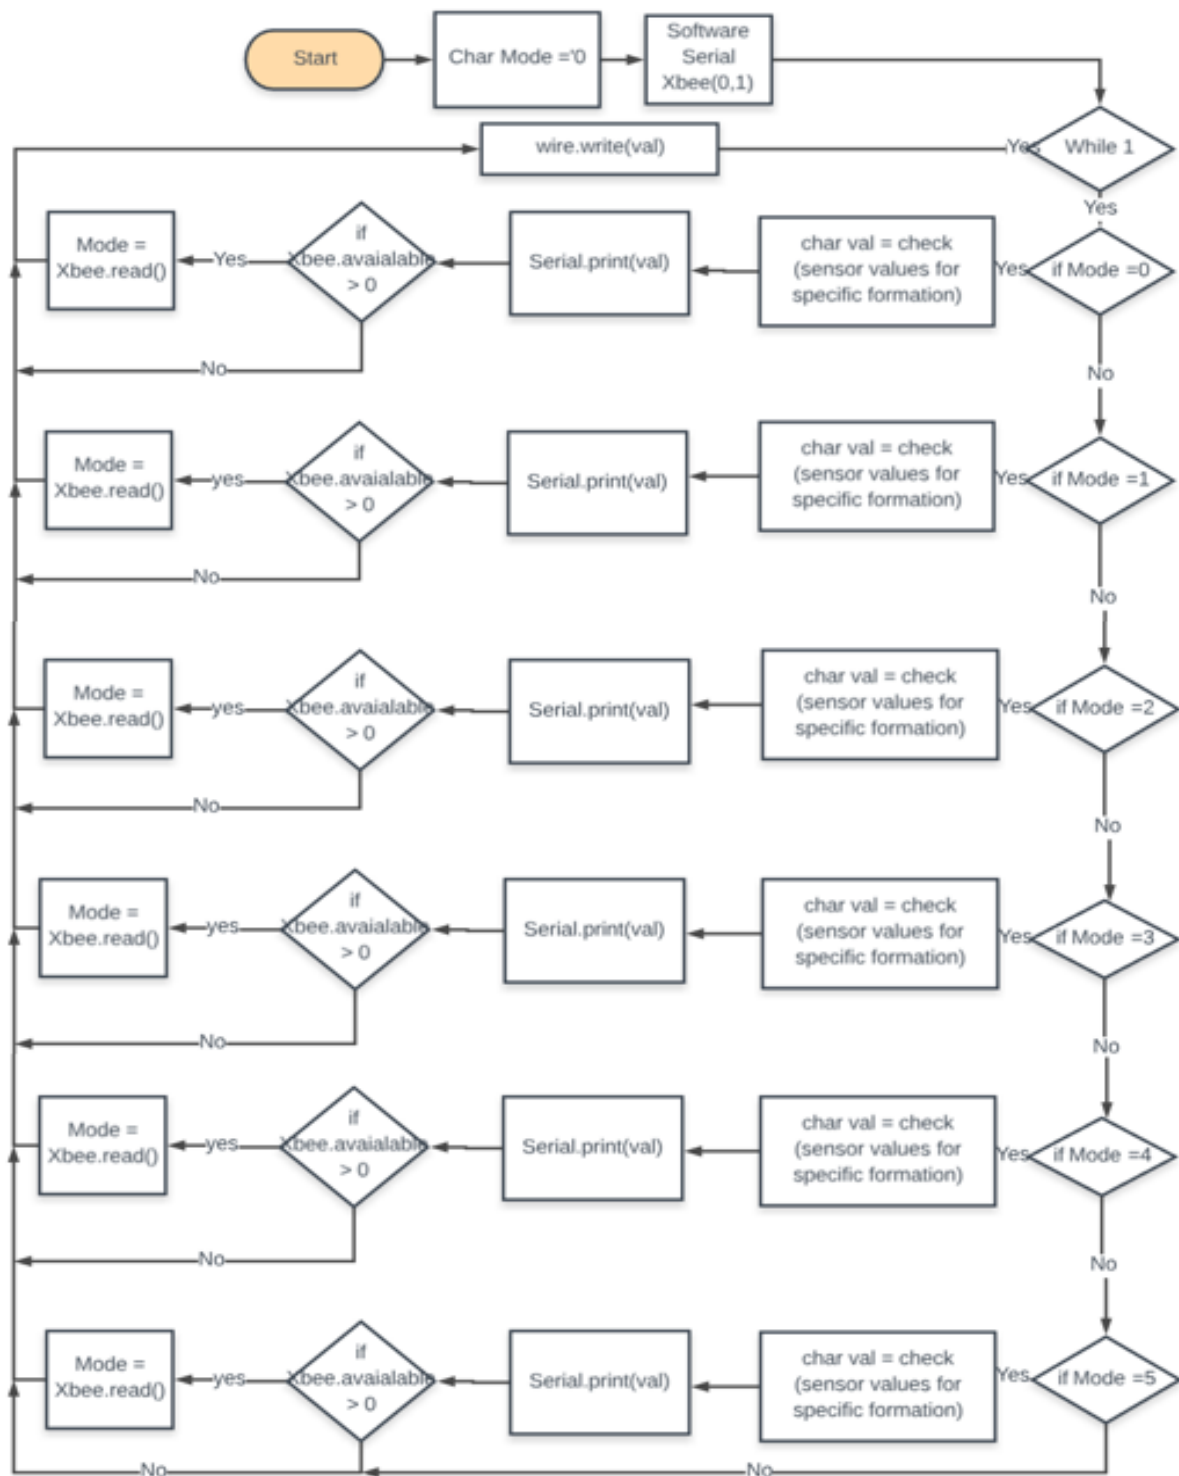 Start
Char Mode ='0
Software
Serial
Xbee(0,1)
While 1
Yes
wire.write(val)
Yes
if Mode =0
Yes
char val = check
(sensor values for
specific formation)
Serial.print(val)
if
Xbee.avaialable
> 0
Yes
Mode =
Xbee.read()
No
No
if Mode =1
Yes
char val = check
(sensor values for
specific formation)
Serial.print(val)
if
Xbee.avaialable
> 0
yes
Mode =
Xbee.read()
No
No
if Mode =2
Yes
char val = check
(sensor values for
specific formation)
Serial.print(val)
if
Xbee.avaialable
> 0
yes
Mode =
Xbee.read()
No
No
if Mode =3
Yes
char val = check
(sensor values for
specific formation)
Serial.print(val)
if
Xbee.avaialable
> 0
yes
Mode =
Xbee.read()
No
No
if Mode =4
Yes
char val = check
(sensor values for
specific formation)
Serial.print(val)
if
Xbee.avaialable
> 0
yes
Mode =
Xbee.read()
No
No
if Mode =5
Yes
char val = check
(sensor values for
specific formation)
Serial.print(val)
if
Xbee.avaialable
> 0
yes
Mode =
Xbee.read()
No
No